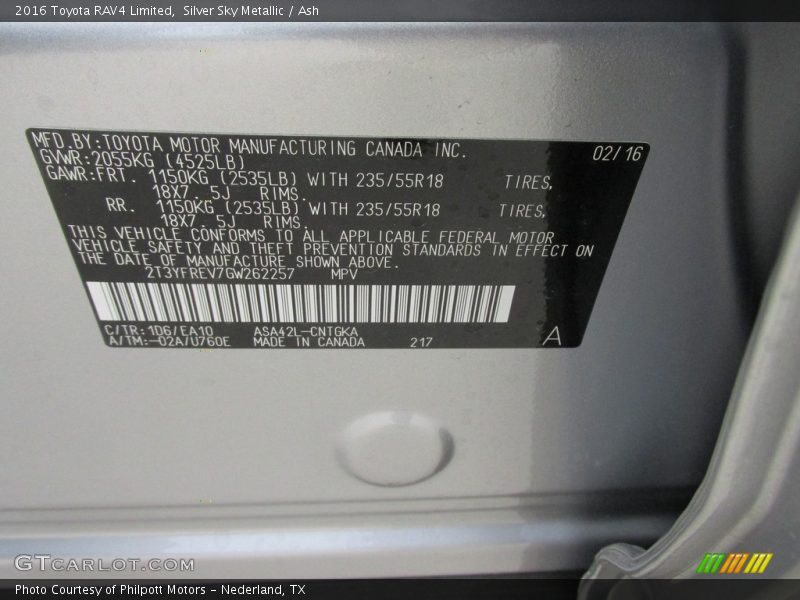 2016 Toyota RAV4 Limited,  Silver Sky Metallic / Ash
MFD.BY:TOYOTA MOTOR MANUFACTURING CANADA INC. 02/16
GVWR:2055KG (4525LB)
GAWR:FRT. 1150KG (2535LB) WITH 235/55R18 TIRES,
18X7 .5J RIMS.
RR. 1150KG (2535LB) WITH 235/55R18 TIRES,
18X7 .5J RIMS.
THIS VEHICLE CONFORMS TO ALL APPLICABLE FEDERAL MOTOR
VEHICLE SAFETY AND THEFT PREVENTION STANDARDS IN EFFECT ON
THE DATE OF MANUFACTURE SHOWN ABOVE.
2T3YFREV7GW262257 MPV
C/TR:1D6/EA10 ASA42L-CNTGKA
A/TM:-02A/U760E MADE IN CANADA 217 A
GTCARLOT.COM
Photo Courtesy of Philpott Motors - Nederland, TX